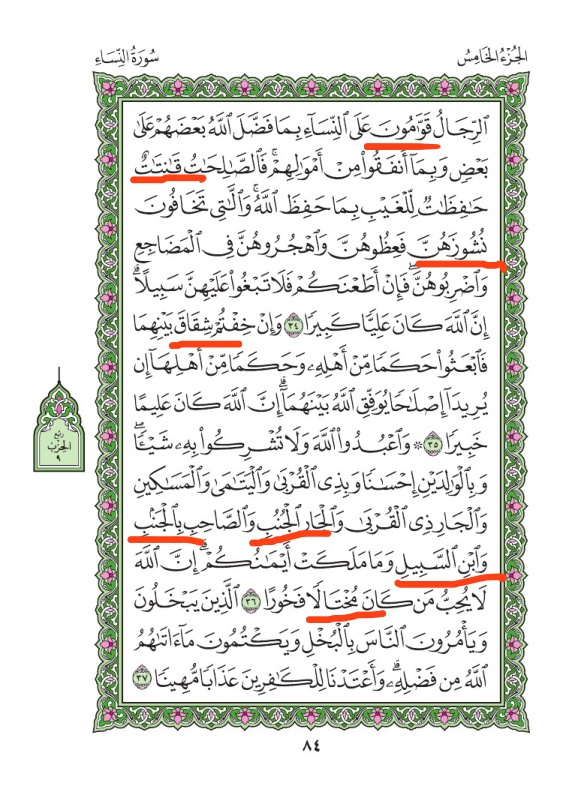 الجُزْءُ الخَامِسُ
سُورَةُ النِّسَاءِ
ٱلرِّجَالُ قَوَّٰمُونَ عَلَى ٱلنِّسَآءِ بِمَا فَضَّلَ ٱللَّهُ بَعۡضَهُمۡ عَلَىٰ
بَعۡضٖ وَبِمَآ أَنفَقُواْ مِنۡ أَمۡوَٰلِهِمۡۚ فَٱلصَّٰلِحَٰتُ قَٰنِتَٰتٌ
حَٰفِظَٰتٞ لِّلۡغَيۡبِ بِمَا حَفِظَ ٱللَّهُۚ وَٱلَّٰتِي تَخَافُونَ
نُشُوزَهُنَّ فَعِظُوهُنَّ وَٱهۡجُرُوهُنَّ فِي ٱلۡمَضَاجِعِ
وَٱضۡرِبُوهُنَّۖ فَإِنۡ أَطَعۡنَكُمۡ فَلَا تَبۡغُواْ عَلَيۡهِنَّ سَبِيلًاۗ
إِنَّ ٱللَّهَ كَانَ عَلِيّٗا كَبِيرٗا ٣٤ وَإِنۡ خِفۡتُمۡ شِقَاقَ بَيۡنِهِمَا
فَٱبۡعَثُواْ حَكَمٗا مِّنۡ أَهۡلِهِۦ وَحَكَمٗا مِّنۡ أَهۡلِهَآ إِن
يُرِيدَآ إِصۡلَٰحٗا يُوَفِّقِ ٱللَّهُ بَيۡنَهُمَآۗ إِنَّ ٱللَّهَ كَانَ عَلِيمًا
خَبِيرٗا ٣٥ ۞ وَٱعۡبُدُواْ ٱللَّهَ وَلَا تُشۡرِكُواْ بِهِۦ شَيۡـٔٗاۖ
وَبِٱلۡوَٰلِدَيۡنِ إِحۡسَٰنٗا وَبِذِي ٱلۡقُرۡبَىٰ وَٱلۡيَتَٰمَىٰ وَٱلۡمَسَٰكِينِ
وَٱلۡجَارِ ذِي ٱلۡقُرۡبَىٰ وَٱلۡجَارِ ٱلۡجُنُبِ وَٱلصَّاحِبِ بِٱلۡجَنۢبِ
وَٱبۡنِ ٱلسَّبِيلِ وَمَا مَلَكَتۡ أَيۡمَٰنُكُمۡۗ إِنَّ ٱللَّهَ
لَا يُحِبُّ مَن كَانَ مُخۡتَالٗا فَخُورًا ٣٦ ٱلَّذِينَ يَبۡخَلُونَ
وَيَأۡمُرُونَ ٱلنَّاسَ بِٱلۡبُخۡلِ وَيَكۡتُمُونَ مَآ ءَاتَىٰهُمُ
ٱللَّهُ مِن فَضۡلِهِۦۗ وَأَعۡتَدۡنَا لِلۡكَٰفِرِينَ عَذَابٗا مُّهِينٗا ٣٧
رُبع
الحِزْب
٩
٨٤